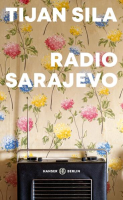 TIJAN SILA
RADIO
SARAJEVO
HANSER BERLIN